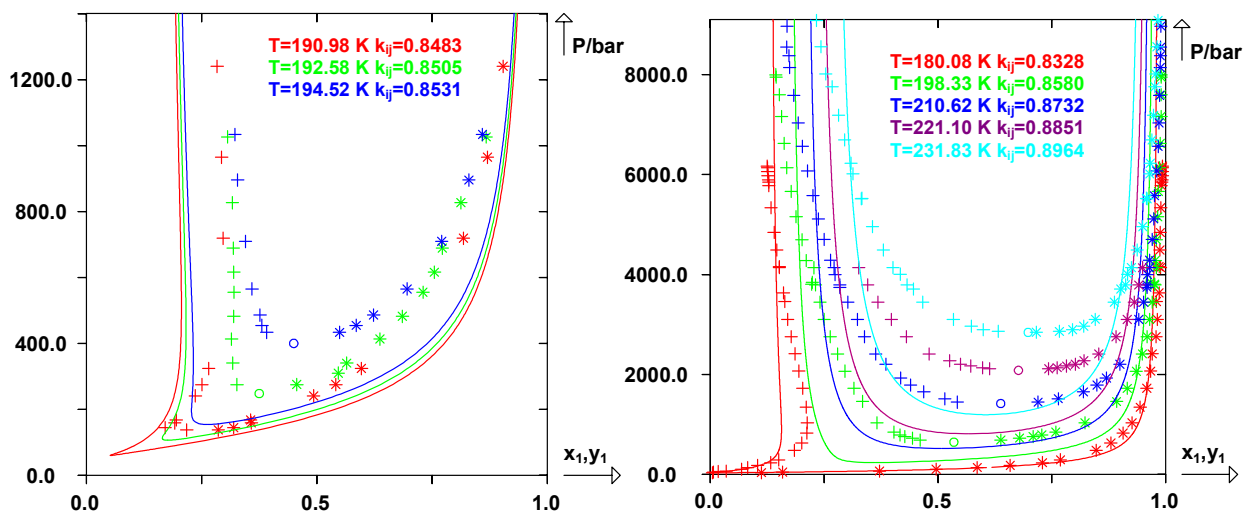 P/bar
T=190.98 K kij=0.8483
T=192.58 K kij=0.8505
T=194.52 K kij=0.8531
1200.0
800.0
400.0
0.0
x1,y1
0.0
0.5
1.0
P/bar
T=180.08 K kij=0.8328
T=198.33 K kij=0.8580
T=210.62 K kij=0.8732
T=221.10 K kij=0.8851
T=231.83 K kij=0.8964
8000.0
6000.0
4000.0
2000.0
0.0
x1,y1
0.0
0.5
1.0